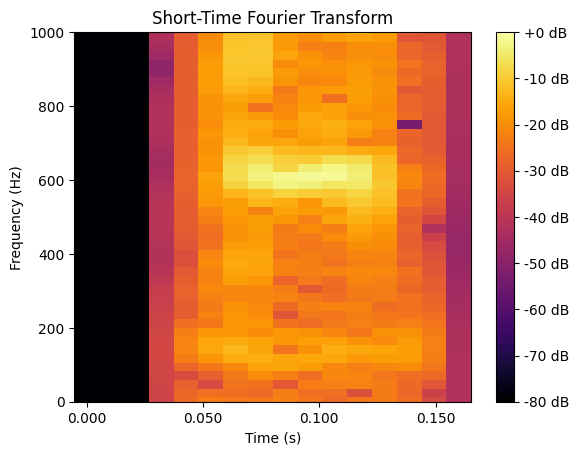 Short-Time Fourier Transform
1000
800
600
400
200
0
Frequency (Hz)
0.000
0.050
0.100
0.150
Time (s)
+0 dB
-10 dB
-20 dB
-30 dB
-40 dB
-50 dB
-60 dB
-70 dB
-80 dB